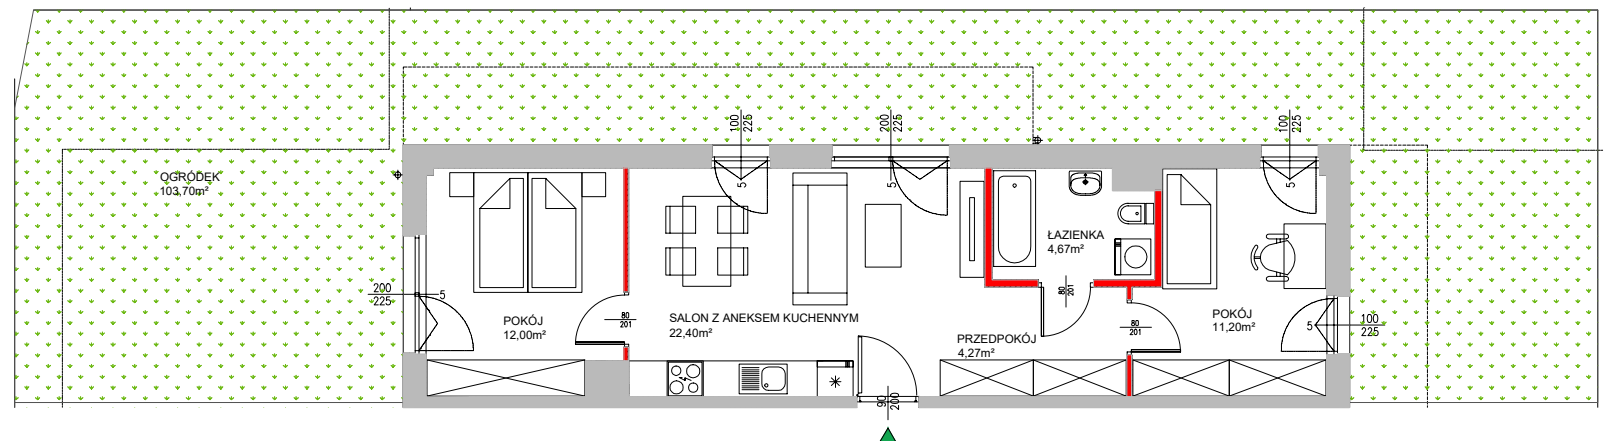 100
225
200
225
100
225
OGRÓDEK
103,70m²
5
5
5
ŁAZIENKA
4,67m²
200
225
5
80
201
POKÓJ
12,00m²
80
201
SALON Z ANEKSEM KUCHENNYM
22,40m²
80
201
POKÓJ
11,20m²
5
100
225
PRZEDPOKÓJ
4,27m²
90
200